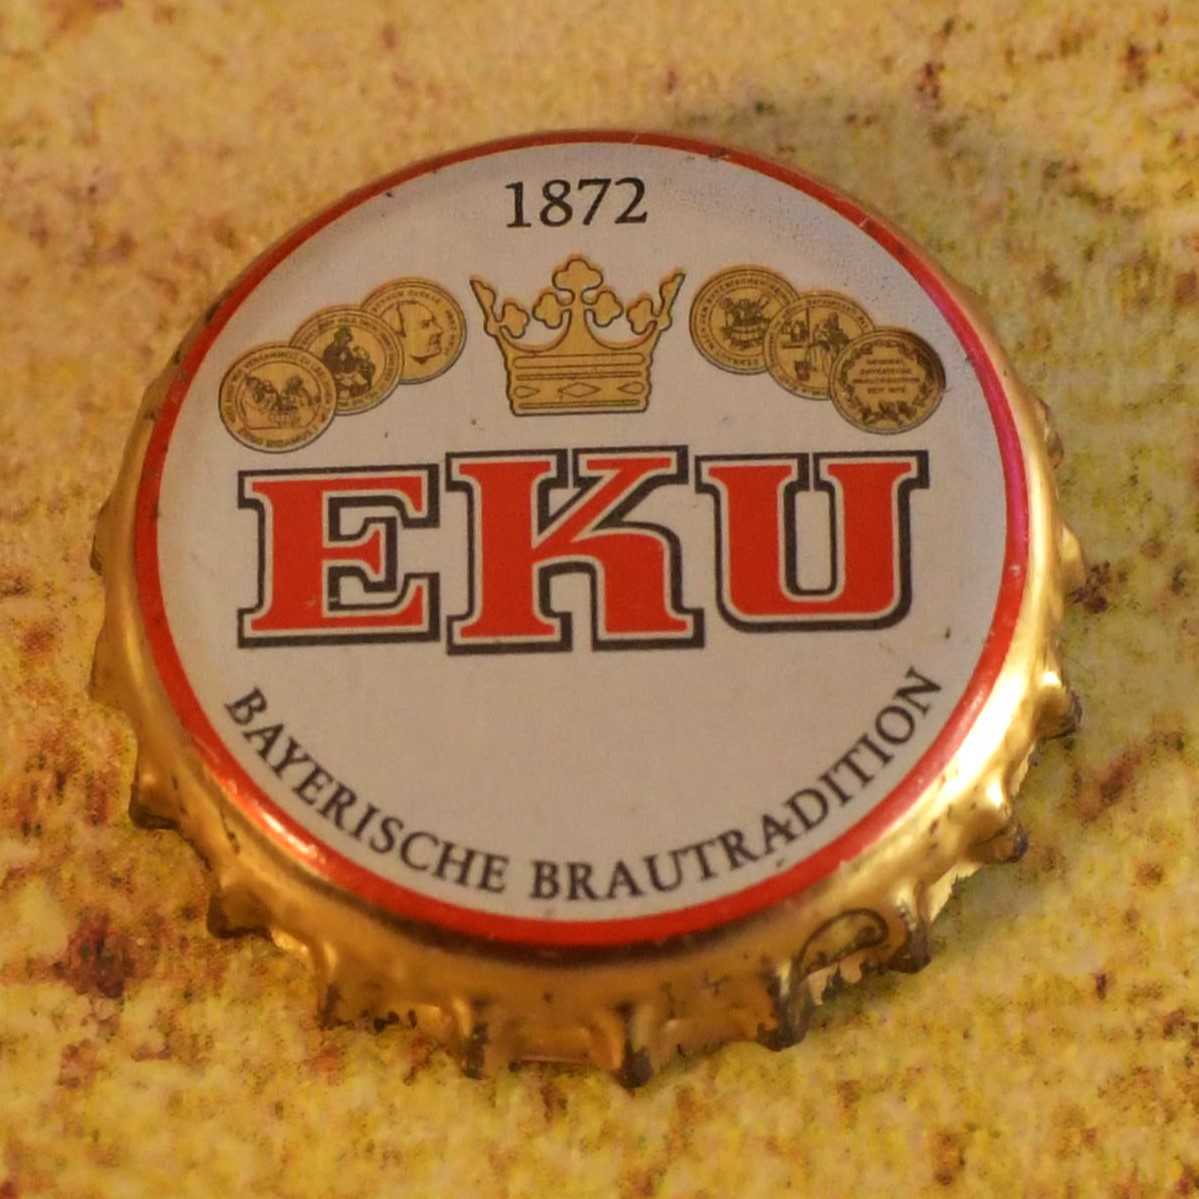 1872
EKU
BAYERISCHE BRAUTRADITION